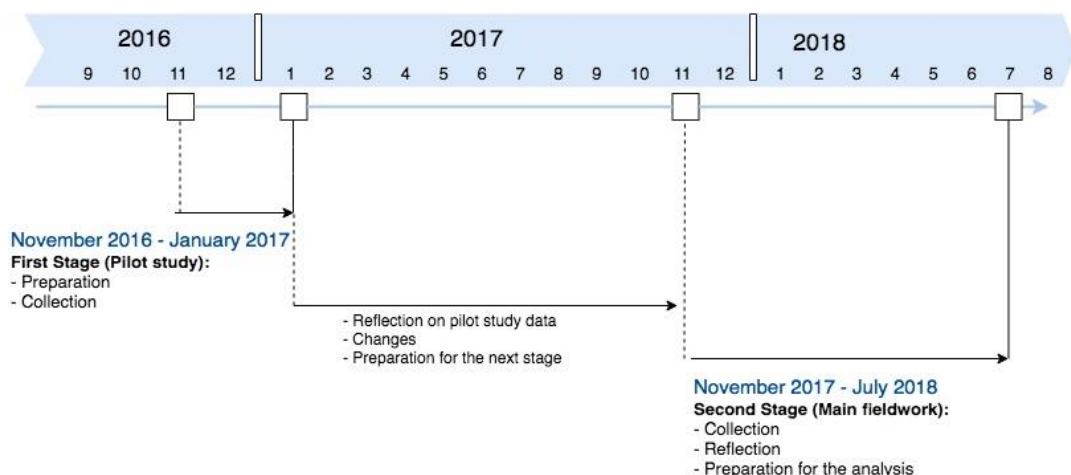 2016 2017 2018
9 10 11 12 1 2 3 4 5 6 7 8 9 10 11 12 1 2 3 4 5 6 7 8
November 2016 - January 2017
First Stage (Pilot study):
- Preparation
- Collection
- Reflection on pilot study data
- Changes
- Preparation for the next stage
November 2017 - July 2018
Second Stage (Main fieldwork):
- Collection
- Reflection
- Preparation for the analysis